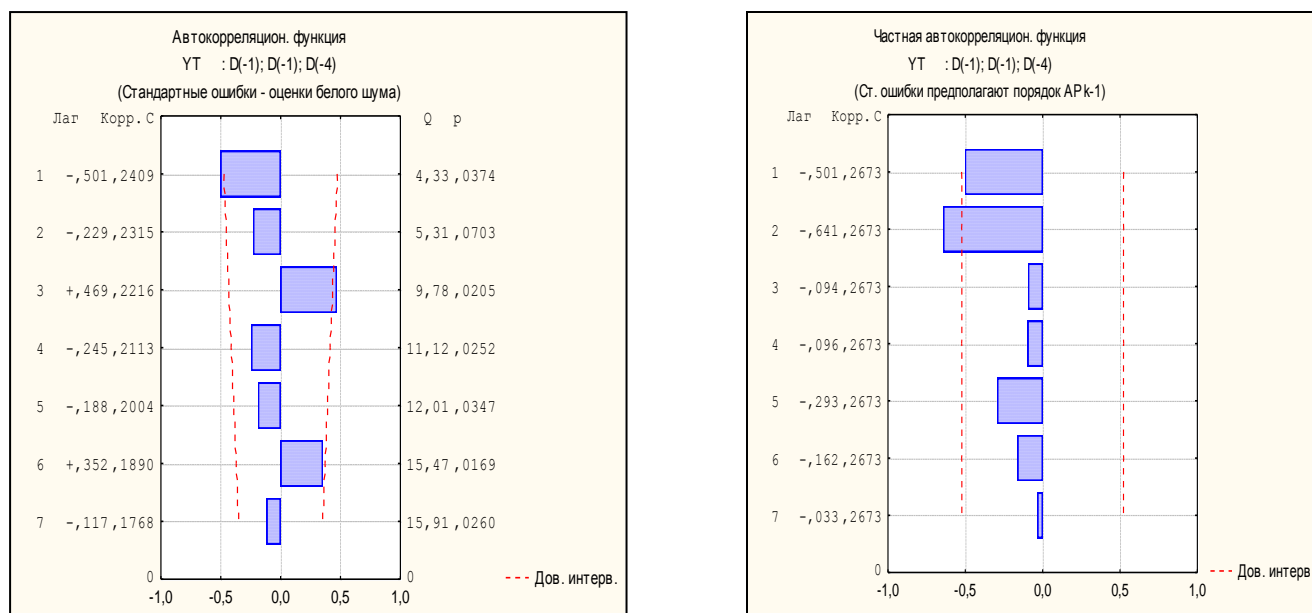 Автокорреляцион. функция
YT : D(-1); D(-1); D(-4)
(Стандартные ошибки - оценки белого шума)
Лаг Корр. С Q p
1 -,501 ,2409 4,33 ,0374
2 -,229 ,2315 5,31 ,0703
3 +,469 ,2216 9,78 ,0205
4 -,245 ,2113 11,12 ,0252
5 -,188 ,2004 12,01 ,0347
6 +,352 ,1890 15,47 ,0169
7 -,117 ,1768 15,91 ,0260
0 0
-1,0 -0,5 0,0 0,5 1,0
Дов. интерв.
Частная автокорреляцион. функция
YT : D(-1); D(-1); D(-4)
(Ст. ошибки предполагают порядок АР k-1)
Лаг Корр. С
1 -,501 ,2673
2 -,641 ,2673
3 -,094 ,2673
4 -,096 ,2673
5 -,293 ,2673
6 -,162 ,2673
7 -,033 ,2673
0
-1,0 -0,5 0,0 0,5 1,0
Дов. интерв.